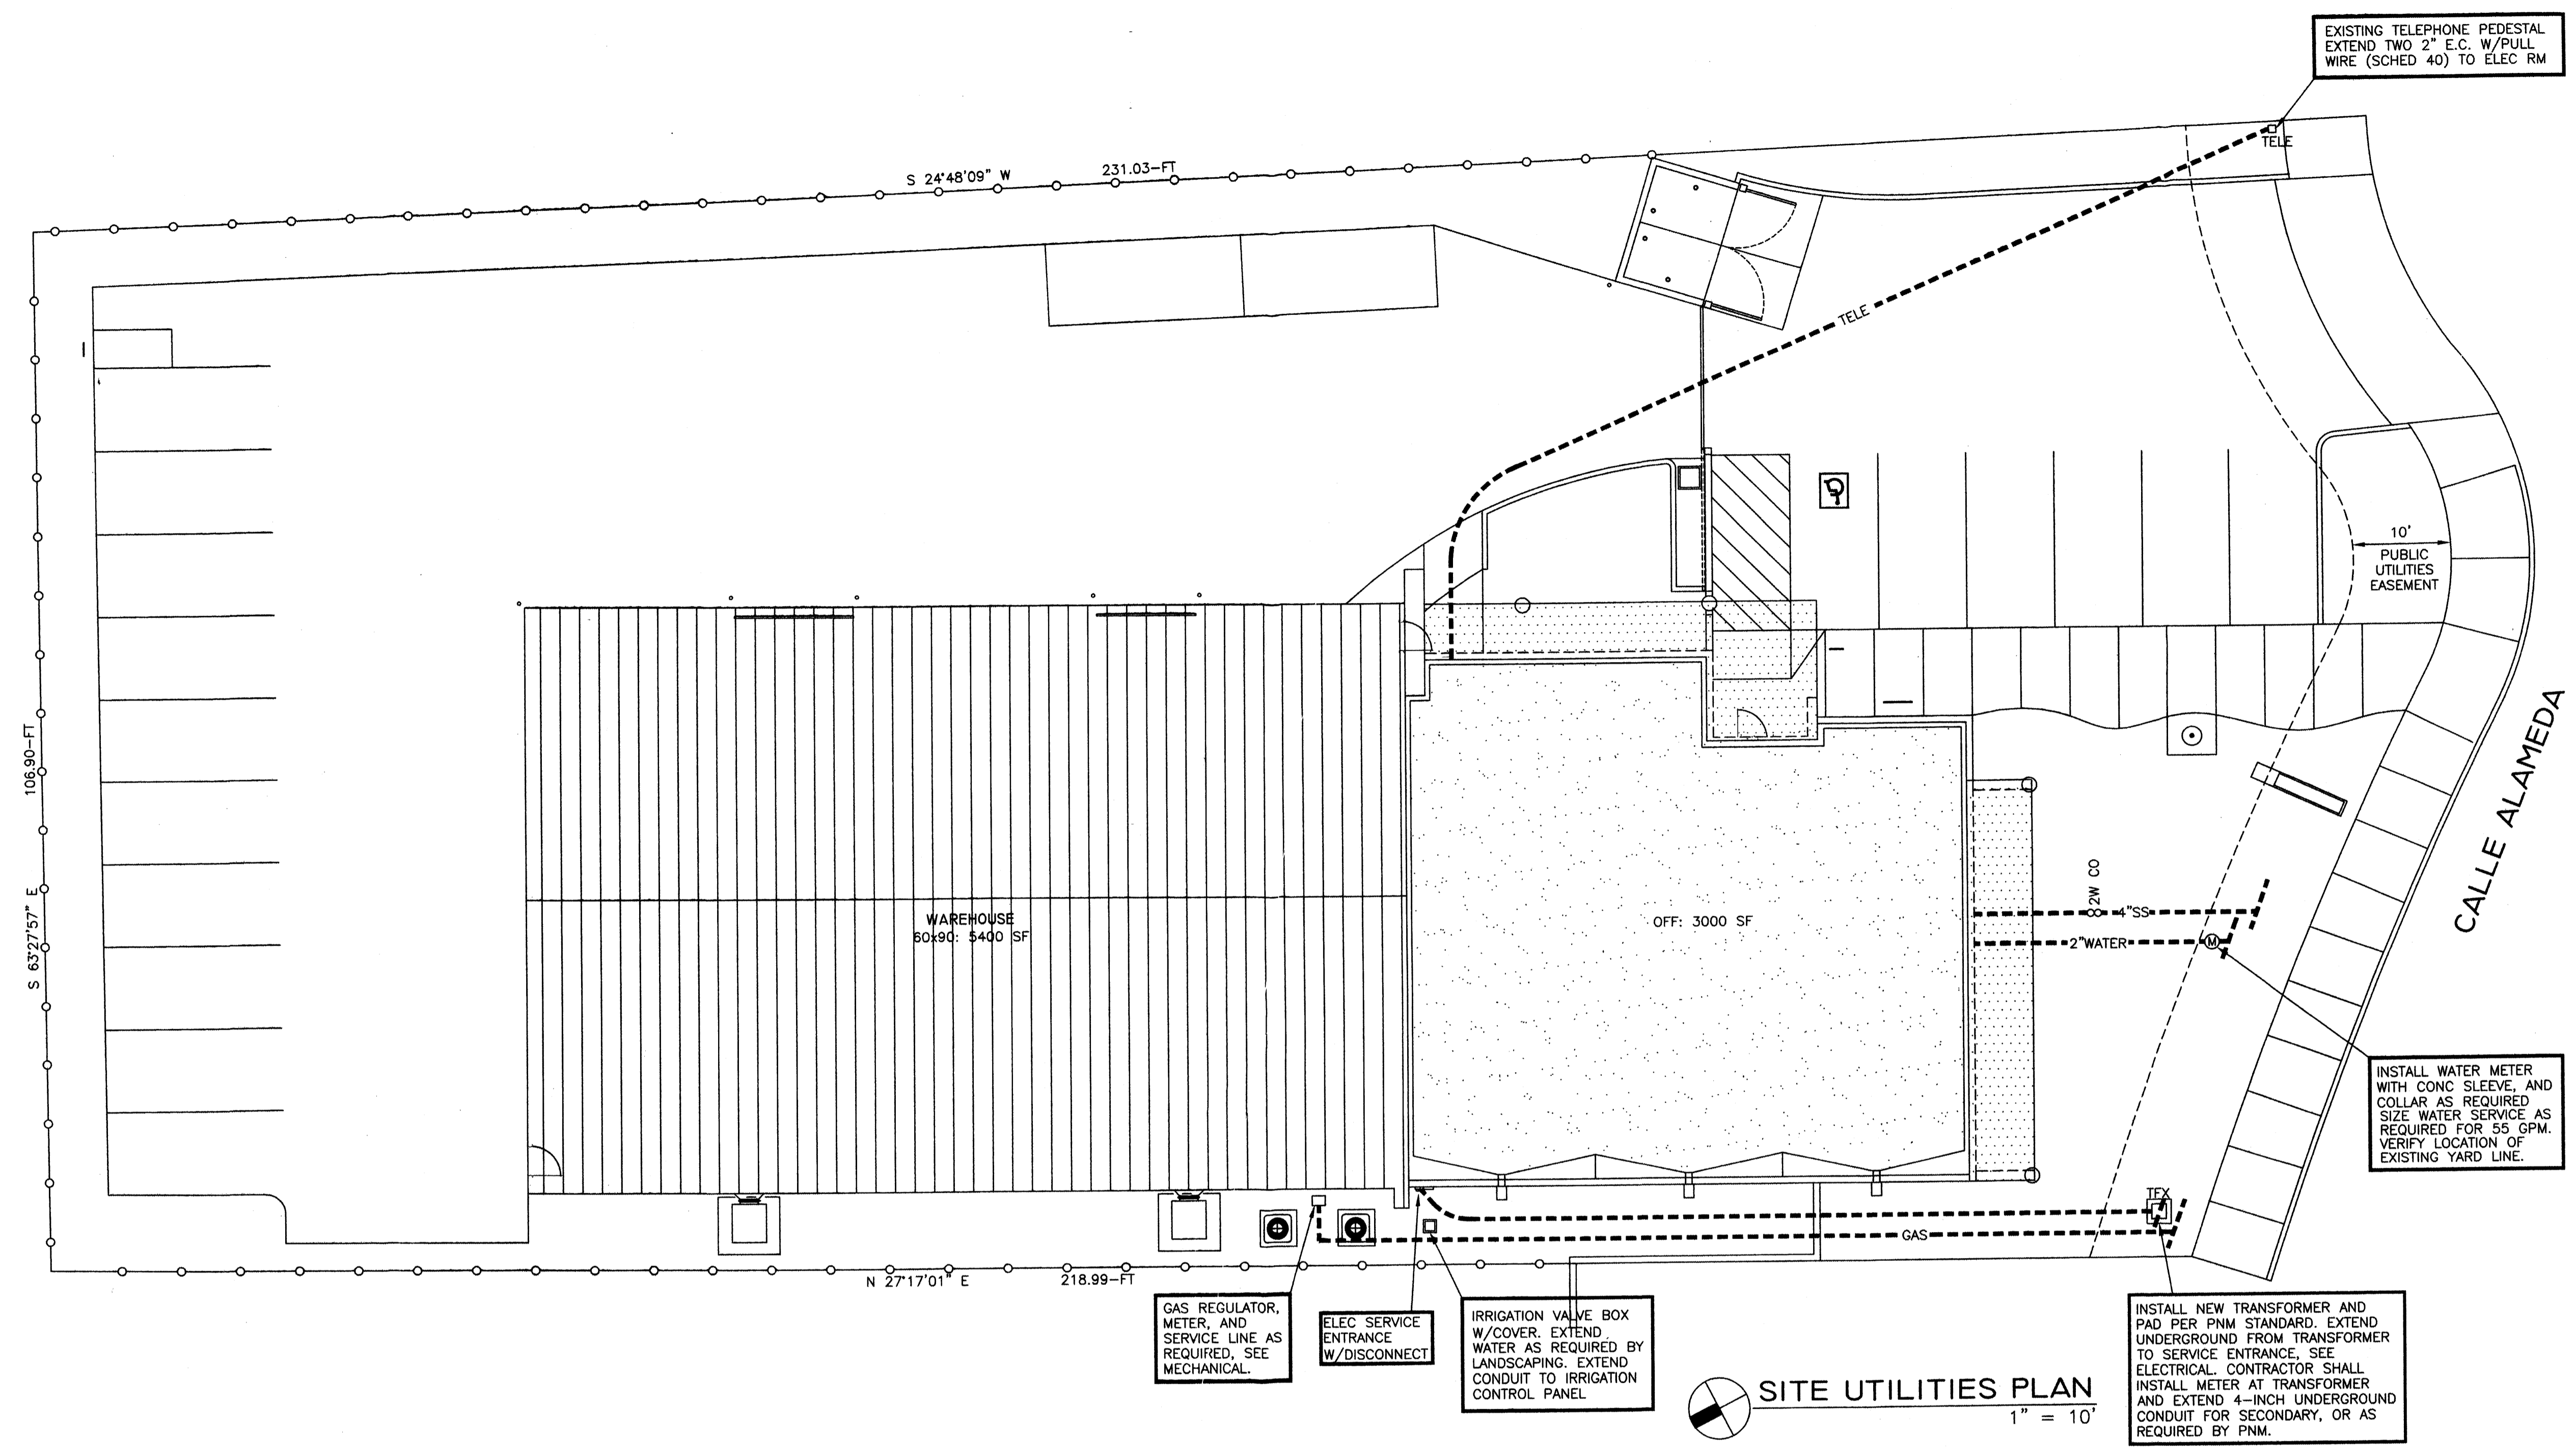 EXISTING TELEPHONE PEDESTAL
EXTEND TWO 2" E.C. W/PULL
WIRE (SCHED 40) TO ELEC RM
TELE
S 24°48'09" W
231.03-FT
TELE
10'
PUBLIC
UTILITIES
EASEMENT
CALLE ALAMEDA
106.90-FT
S 63°27'57" E
WAREHOUSE
60x90: 5400 SF
OFF: 3000 SF
2W CO
4"SS
2"WATER
M
INSTALL WATER METER
WITH CONC SLEEVE, AND
COLLAR AS REQUIRED
SIZE WATER SERVICE AS
REQUIRED FOR 55 GPM.
VERIFY LOCATION OF
EXISTING YARD LINE.
TFX
GAS
N 27°17'01" E
218.99-FT
GAS REGULATOR,
METER, AND
SERVICE LINE AS
REQUIRED, SEE
MECHANICAL.
ELEC SERVICE
ENTRANCE
W/DISCONNECT
IRRIGATION VALVE BOX
W/COVER. EXTEND
WATER AS REQUIRED BY
LANDSCAPING. EXTEND
CONDUIT TO IRRIGATION
CONTROL PANEL
INSTALL NEW TRANSFORMER AND
PAD PER PNM STANDARD. EXTEND
UNDERGROUND FROM TRANSFORMER
TO SERVICE ENTRANCE, SEE
ELECTRICAL. CONTRACTOR SHALL
INSTALL METER AT TRANSFORMER
AND EXTEND 4-INCH UNDERGROUND
CONDUIT FOR SECONDARY, OR AS
REQUIRED BY PNM.
SITE UTILITIES PLAN
1" = 10'